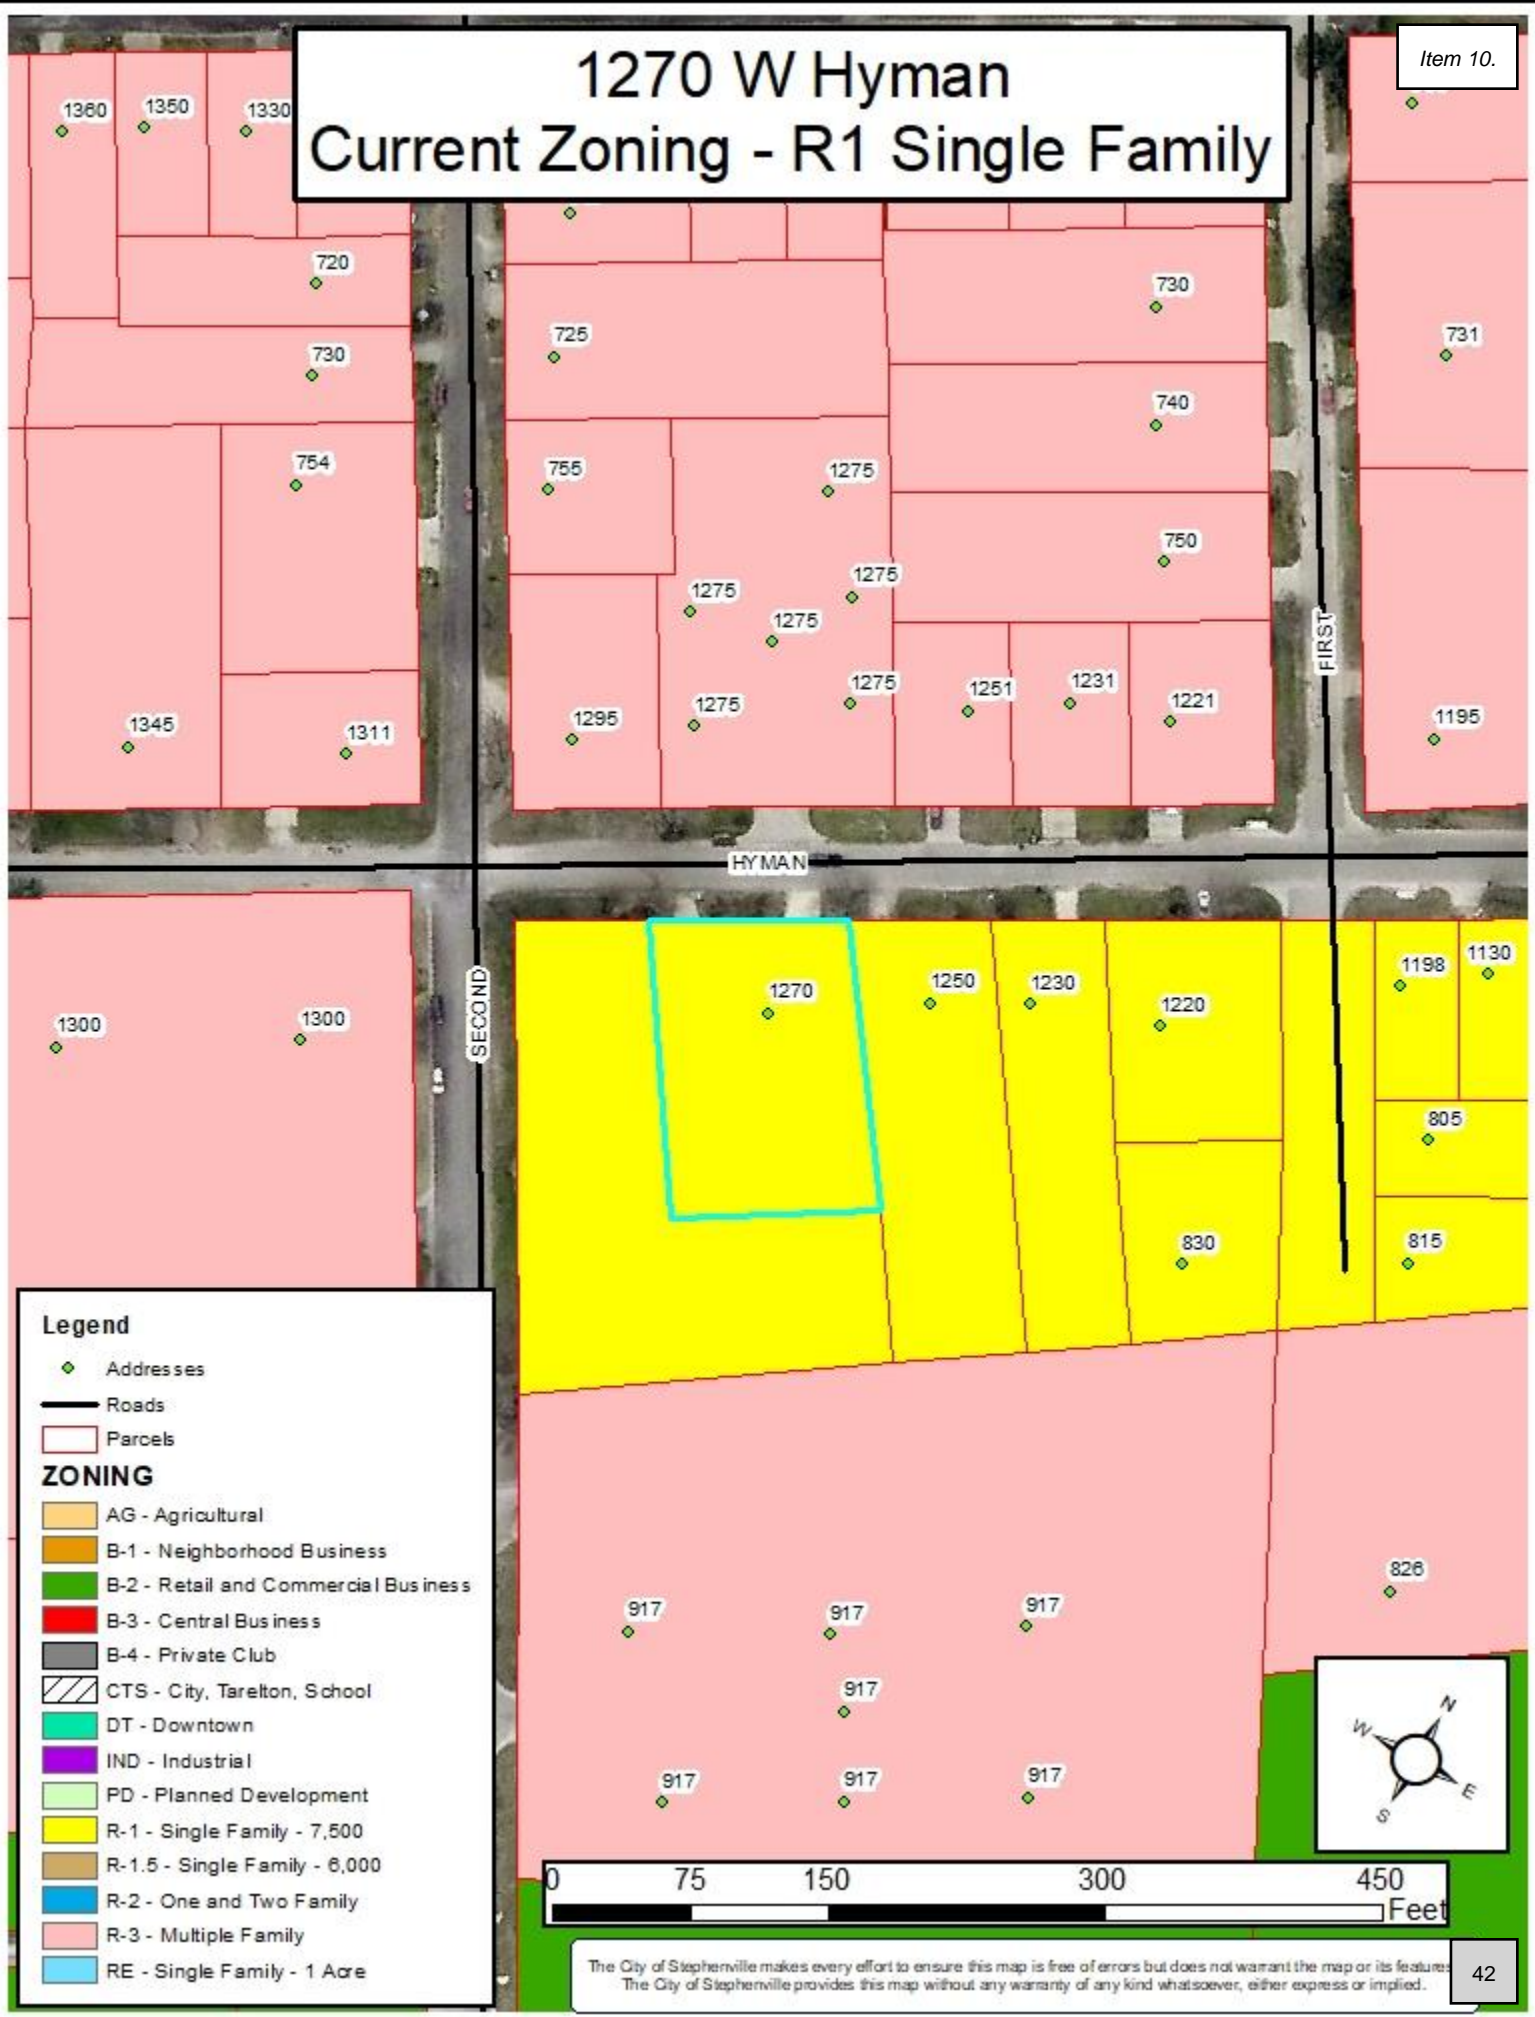 1270 W Hyman
Current Zoning - R1 Single Family
Item 10.
1360
1350
1330
720
730
754
1345
1311
725
755
1275
1275
1275
1275
1275
1275
1295
730
740
750
1251
1231
1221
731
1195
FIRST
HYMAN
SECOND
1300
1300
1270
1250
1230
1220
830
1198
1130
805
815
917
917
917
917
917
917
917
826
Legend
Addresses
Roads
Parcels
ZONING
AG - Agricultural
B-1 - Neighborhood Business
B-2 - Retail and Commercial Business
B-3 - Central Business
B-4 - Private Club
CTS - City, Tarelton, School
DT - Downtown
IND - Industrial
PD - Planned Development
R-1 - Single Family - 7,500
R-1.5 - Single Family - 6,000
R-2 - One and Two Family
R-3 - Multiple Family
RE - Single Family - 1 Acre
N
W
E
S
0 75 150 300 450
Feet
The City of Stephenville makes every effort to ensure this map is free of errors but does not warrant the map or its features
The City of Stephenville provides this map without any warranty of any kind whatsoever, either express or implied.
42